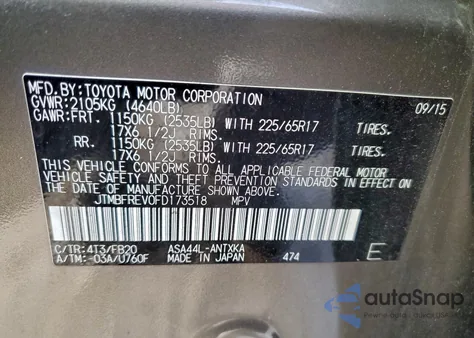 MFD.BY:TOYOTA MOTOR CORPORATION 09/15
GVWR:2105KG (4640LB)
GAWR:FRT. 1150KG (2535LB) WITH 225/65R17 TIRES.
17X6 1/2J RIMS.
RR. 1150KG (2535LB) WITH 225/65R17 TIRES.
17X6 1/2J RIMS.
THIS VEHICLE CONFORMS TO ALL APPLICABLE FEDERAL MOTOR
VEHICLE SAFETY AND THEFT PREVENTION STANDARDS IN
EFFECT ON THE DATE OF MANUFACTURE SHOWN ABOVE.
JTMBFREV0FD173518 MPV
C/TR:4T3/FB20 ASA44L-ANTXKA
A/TM:-03A/U760F MADE IN JAPAN 474 E
autoSnap